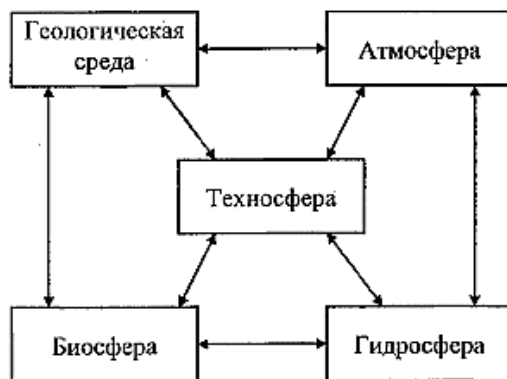 Геологическая
среда
Атмосфера
Техносфера
Биосфера
Гидросфера